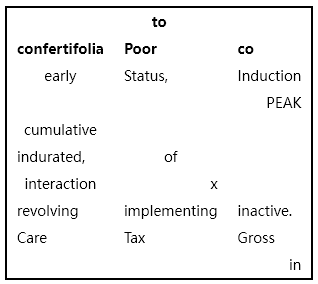 to
confertifolia Poor co
early Status, Induction
PEAK
cumulative
indurated, of
interaction x
revolving implementing inactive.
Care Tax Gross
in